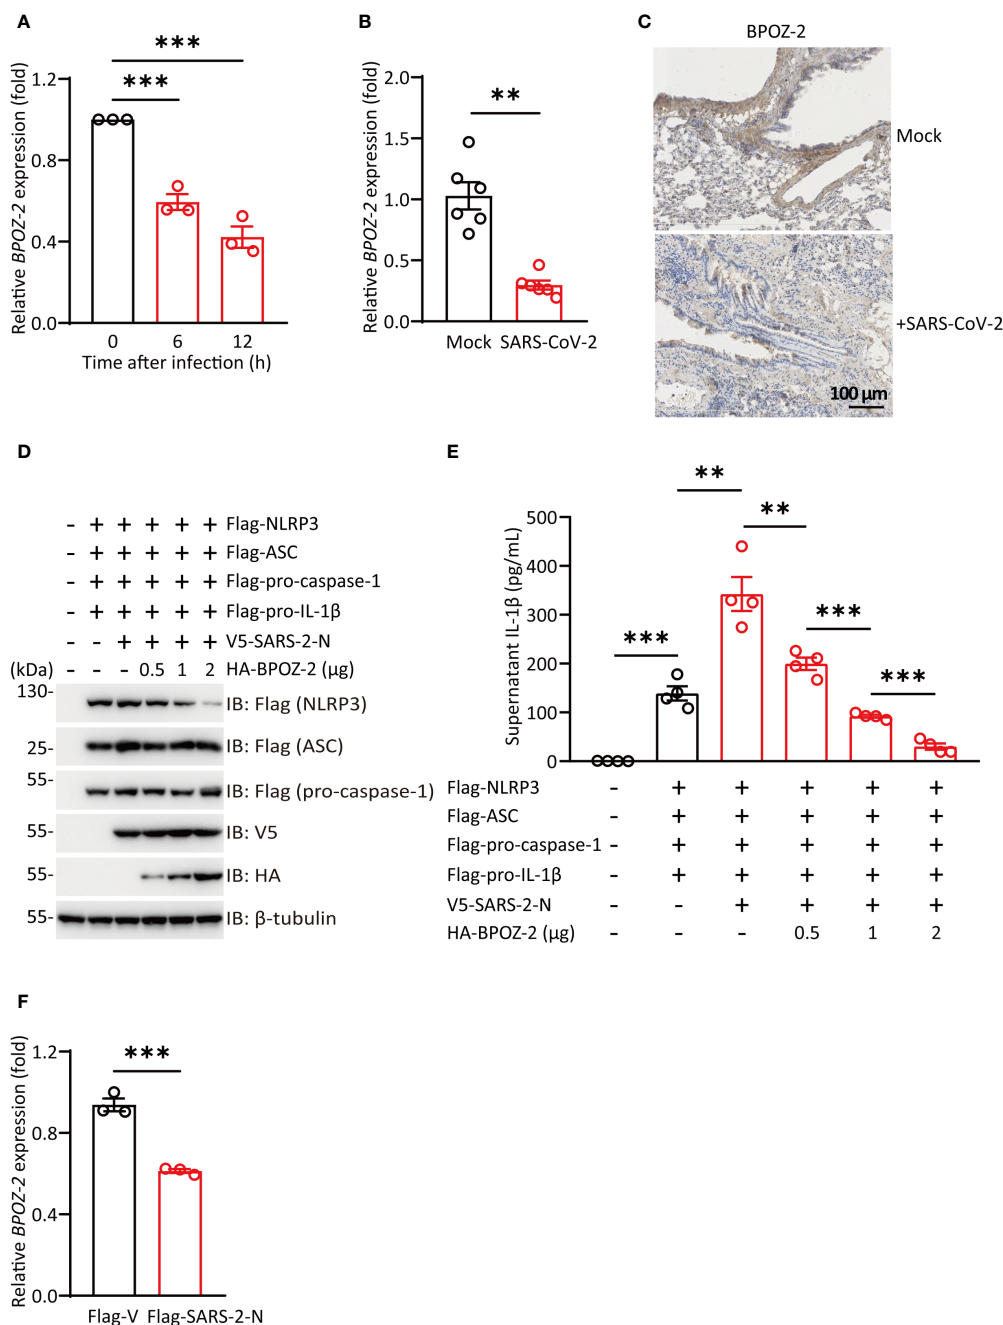 A
Relative BPOZ-2 expression (fold)
***
***
1.2
0.8
0.4
0.0
0 6 12
Time after infection (h)
B
Relative BPOZ-2 expression (fold)
**
2.0
1.5
1.0
0.5
0.0
Mock SARS-CoV-2
C
BPOZ-2
Mock
+SARS-CoV-2
100 μm
D
- + + + + + Flag-NLRP3
- + + + + + Flag-ASC
- + + + + + Flag-pro-caspase-1
- + + + + + Flag-pro-IL-1β
- - + + + + V5-SARS-2-N
(kDa) - - - 0.5 1 2 HA-BPOZ-2 (μg)
130- IB: Flag (NLRP3)
25- IB: Flag (ASC)
55- IB: Flag (pro-caspase-1)
55- IB: V5
55- IB: HA
55- IB: β-tubulin
E
Supernatant IL-1β (pg/mL)
**
**
***
***
***
500
400
300
200
100
0
Flag-NLRP3 - + + + + +
Flag-ASC - + + + + +
Flag-pro-caspase-1 - + + + + +
Flag-pro-IL-1β - + + + + +
V5-SARS-2-N - - + + + +
HA-BPOZ-2 (μg) - - - 0.5 1 2
F
Relative BPOZ-2 expression (fold)
***
1.2
0.8
0.4
0.0
Flag-V Flag-SARS-2-N